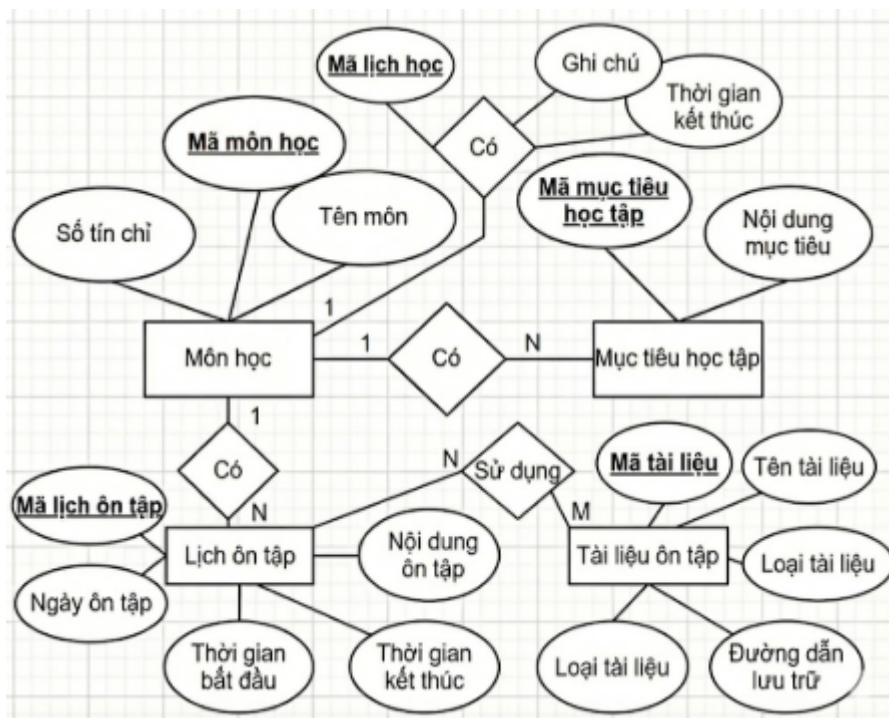 Mã lịch học
Ghi chú
Thời gian
kết thúc
Có
Mã môn học
Mã mục tiêu
học tập
Số tín chỉ
Tên môn
Nội dung
mục tiêu
1
Môn học
1
Có
N
Mục tiêu học tập
1
Có
N
Sử dụng
Mã tài liệu
Tên tài liệu
Mã lịch ôn tập
N
M
Lịch ôn tập
Nội dung
ôn tập
Tài liệu ôn tập
Loại tài liệu
Ngày ôn tập
Thời gian
bắt đầu
Thời gian
kết thúc
Loại tài liệu
Đường dẫn
lưu trữ